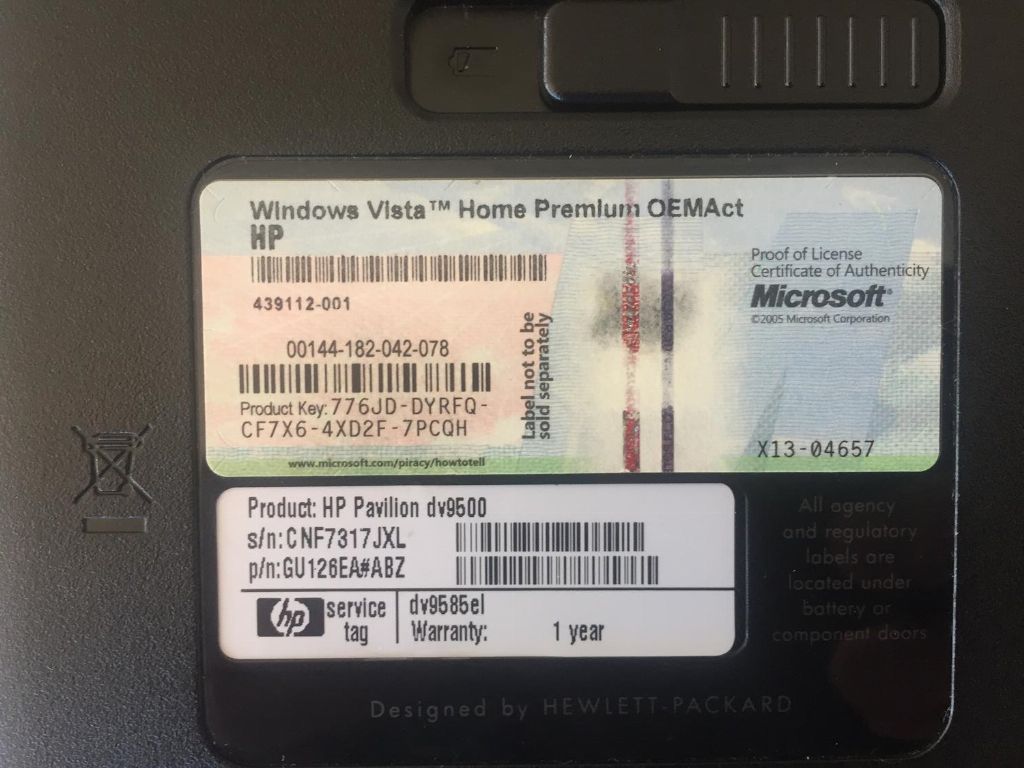 Windows Vista™ Home Premium OEMAct
HP
439112-001
00144-182-042-078
Product Key: 776JD-DYRFQ-
CF7X6-4XD2F-7PCQH
www.microsoft.com/piracy/howtotell
Label not to be
sold separately
Proof of License
Certificate of Authenticity
Microsoft®
©2005 Microsoft Corporation
X13-04657
Product: HP Pavilion dv9500
s/n:CNF7317JXL
p/n:GU126EA#ABZ
hp service
tag
dv9585el
Warranty: 1 year
All agency
and regulatory
labels are
located under
battery or
component doors
Designed by HEWLETT-PACKARD